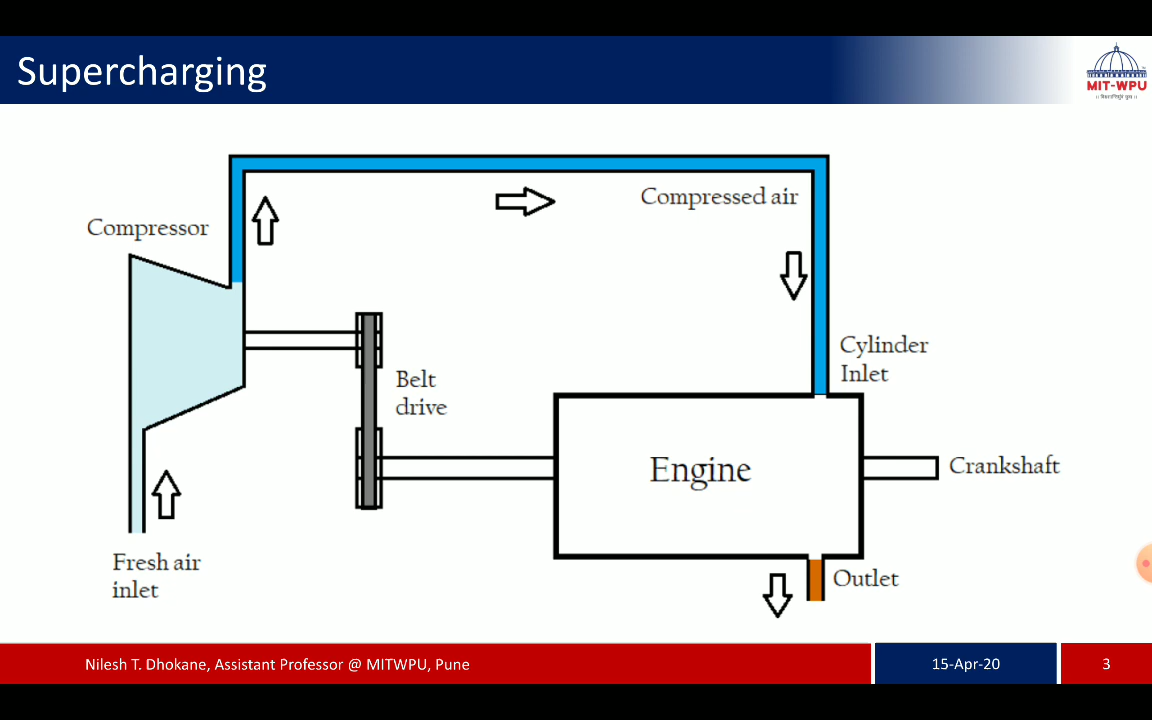 Supercharging
MIT-WPU
Compressor
Compressed air
Cylinder
Inlet
Belt
drive
Engine
Crankshaft
Fresh air
inlet
Outlet
Nilesh T. Dhokane, Assistant Professor @ MITWPU, Pune
15-Apr-20
3